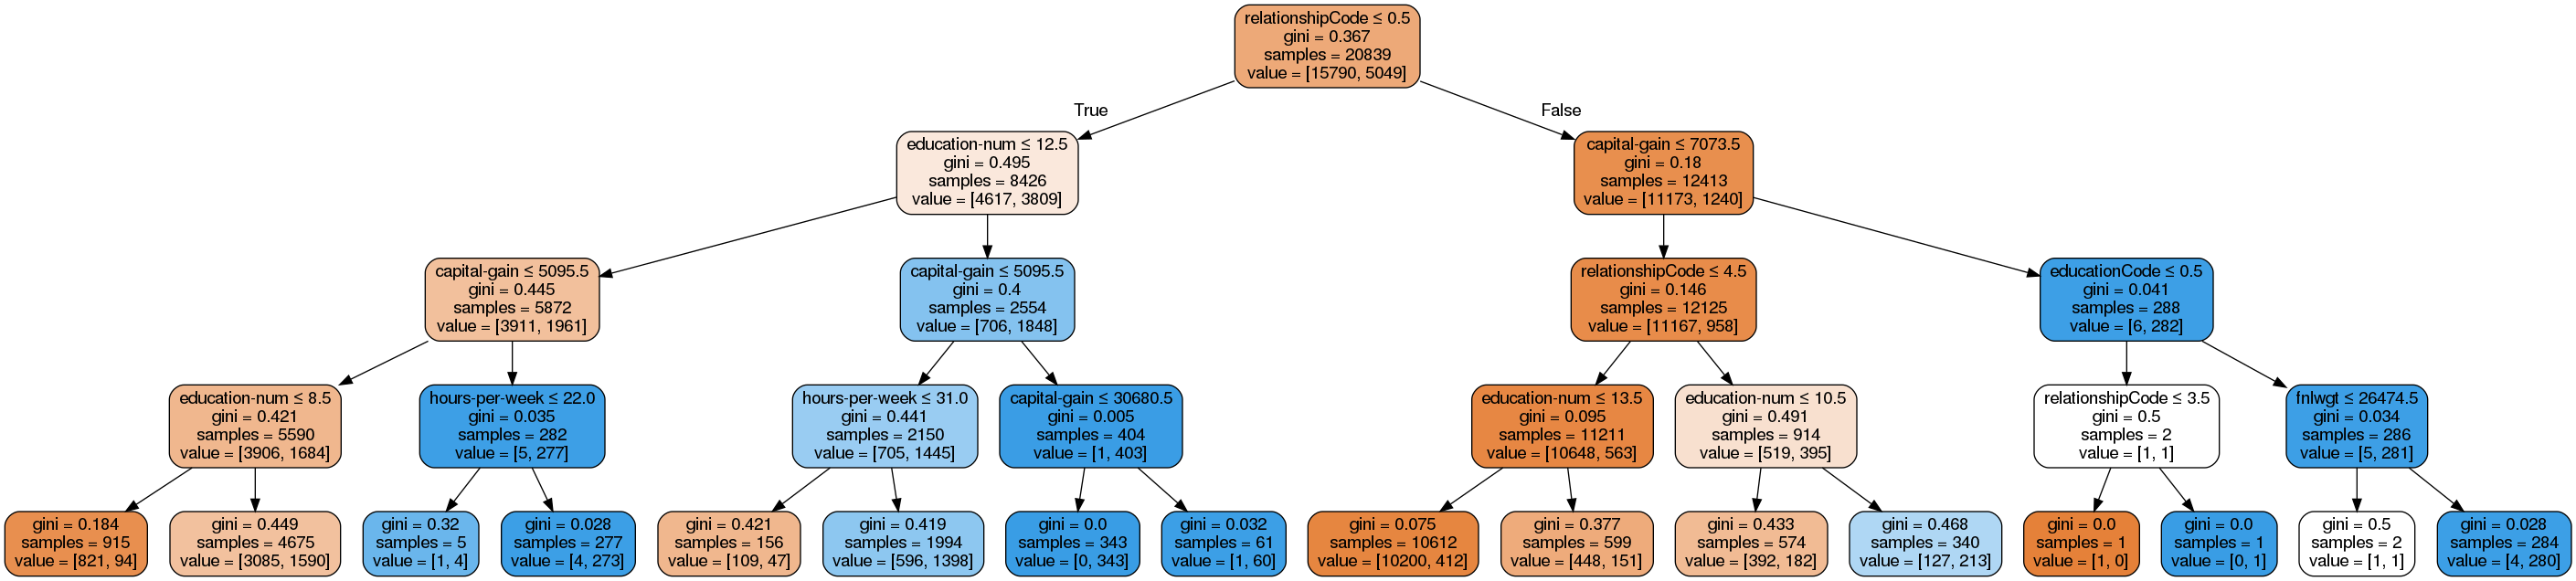 relationshipCode ≤ 0.5
gini = 0.367
samples = 20839
value = [15790, 5049]
True
False
education-num ≤ 12.5
gini = 0.495
samples = 8426
value = [4617, 3809]
capital-gain ≤ 7073.5
gini = 0.18
samples = 12413
value = [11173, 1240]
capital-gain ≤ 5095.5
gini = 0.445
samples = 5872
value = [3911, 1961]
capital-gain ≤ 5095.5
gini = 0.4
samples = 2554
value = [706, 1848]
relationshipCode ≤ 4.5
gini = 0.146
samples = 12125
value = [11167, 958]
educationCode ≤ 0.5
gini = 0.041
samples = 288
value = [6, 282]
education-num ≤ 8.5
gini = 0.421
samples = 5590
value = [3906, 1684]
hours-per-week ≤ 22.0
gini = 0.035
samples = 282
value = [5, 277]
hours-per-week ≤ 31.0
gini = 0.441
samples = 2150
value = [705, 1445]
capital-gain ≤ 30680.5
gini = 0.005
samples = 404
value = [1, 403]
education-num ≤ 13.5
gini = 0.095
samples = 11211
value = [10648, 563]
education-num ≤ 10.5
gini = 0.491
samples = 914
value = [519, 395]
relationshipCode ≤ 3.5
gini = 0.5
samples = 2
value = [1, 1]
fnlwgt ≤ 26474.5
gini = 0.034
samples = 286
value = [5, 281]
gini = 0.184
samples = 915
value = [821, 94]
gini = 0.449
samples = 4675
value = [3085, 1590]
gini = 0.32
samples = 5
value = [1, 4]
gini = 0.028
samples = 277
value = [4, 273]
gini = 0.421
samples = 156
value = [109, 47]
gini = 0.419
samples = 1994
value = [596, 1398]
gini = 0.0
samples = 343
value = [0, 343]
gini = 0.032
samples = 61
value = [1, 60]
gini = 0.075
samples = 10612
value = [10200, 412]
gini = 0.377
samples = 599
value = [448, 151]
gini = 0.433
samples = 574
value = [392, 182]
gini = 0.468
samples = 340
value = [127, 213]
gini = 0.0
samples = 1
value = [1, 0]
gini = 0.0
samples = 1
value = [0, 1]
gini = 0.5
samples = 2
value = [1, 1]
gini = 0.028
samples = 284
value = [4, 280]